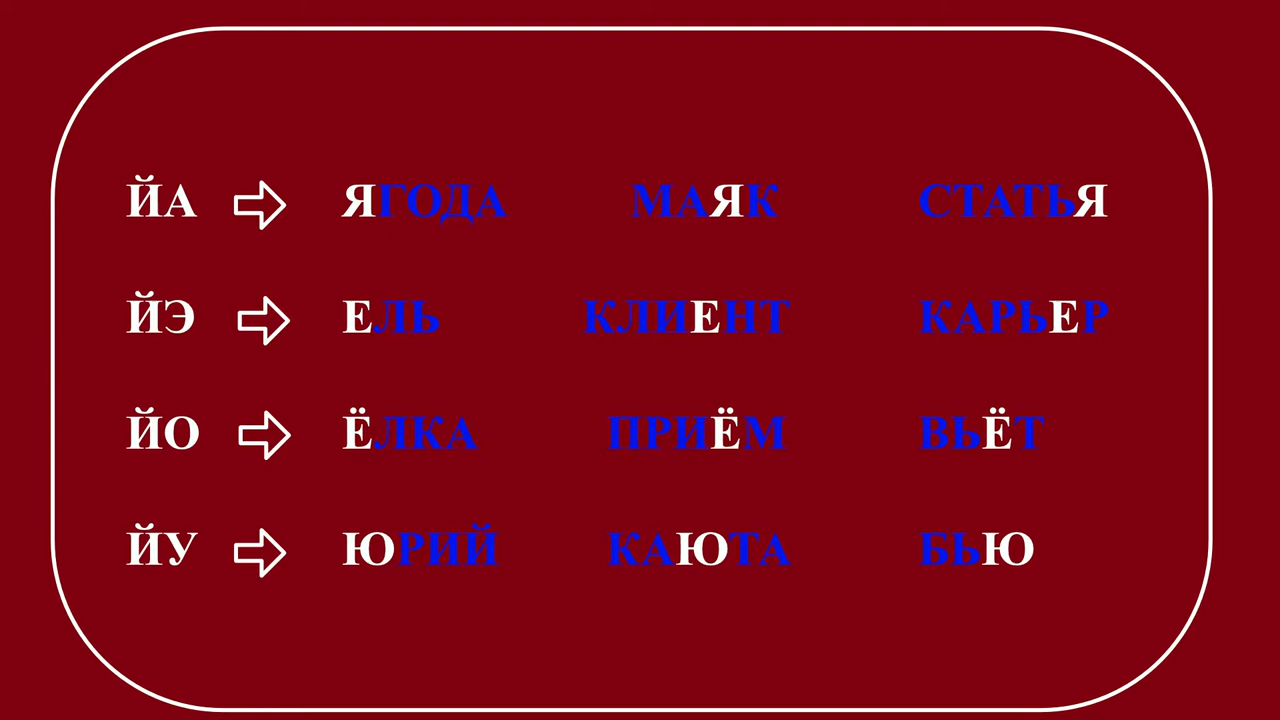 ЙА ЯГОДА МАЯК СТАТЬЯ
ЙЭ ЕЛЬ КЛИЕНТ КАРЬЕР
ЙО ЁЛКА ПРИЁМ ВЬЁТ
ЙУ ЮРИЙ КАЮТА БЬЮ